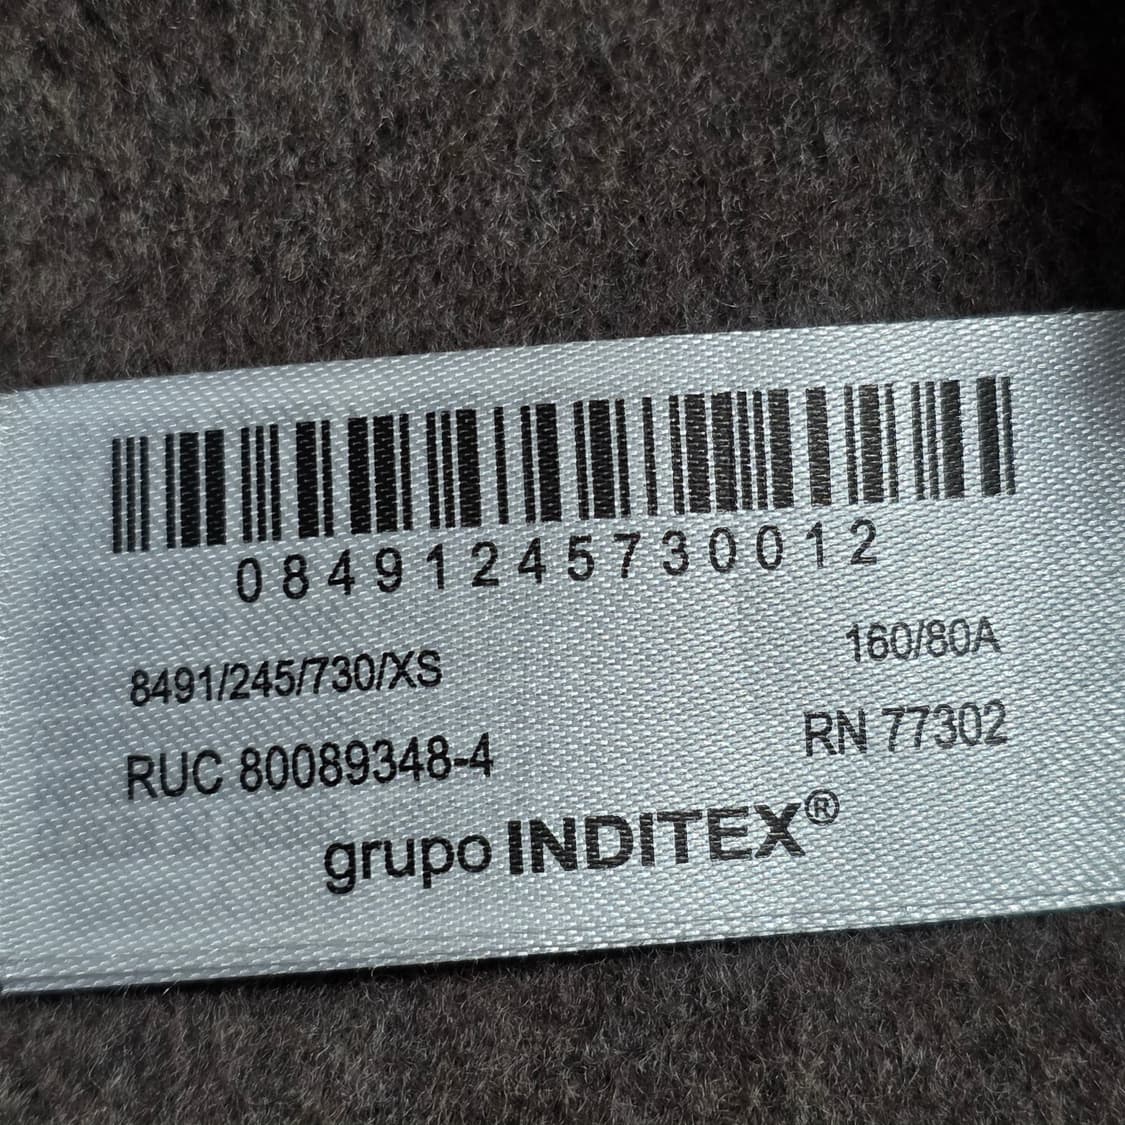 08491245730012
8491/245/730/XS 160/80A
RUC 80089348-4 RN 77302
grupo INDITEX®